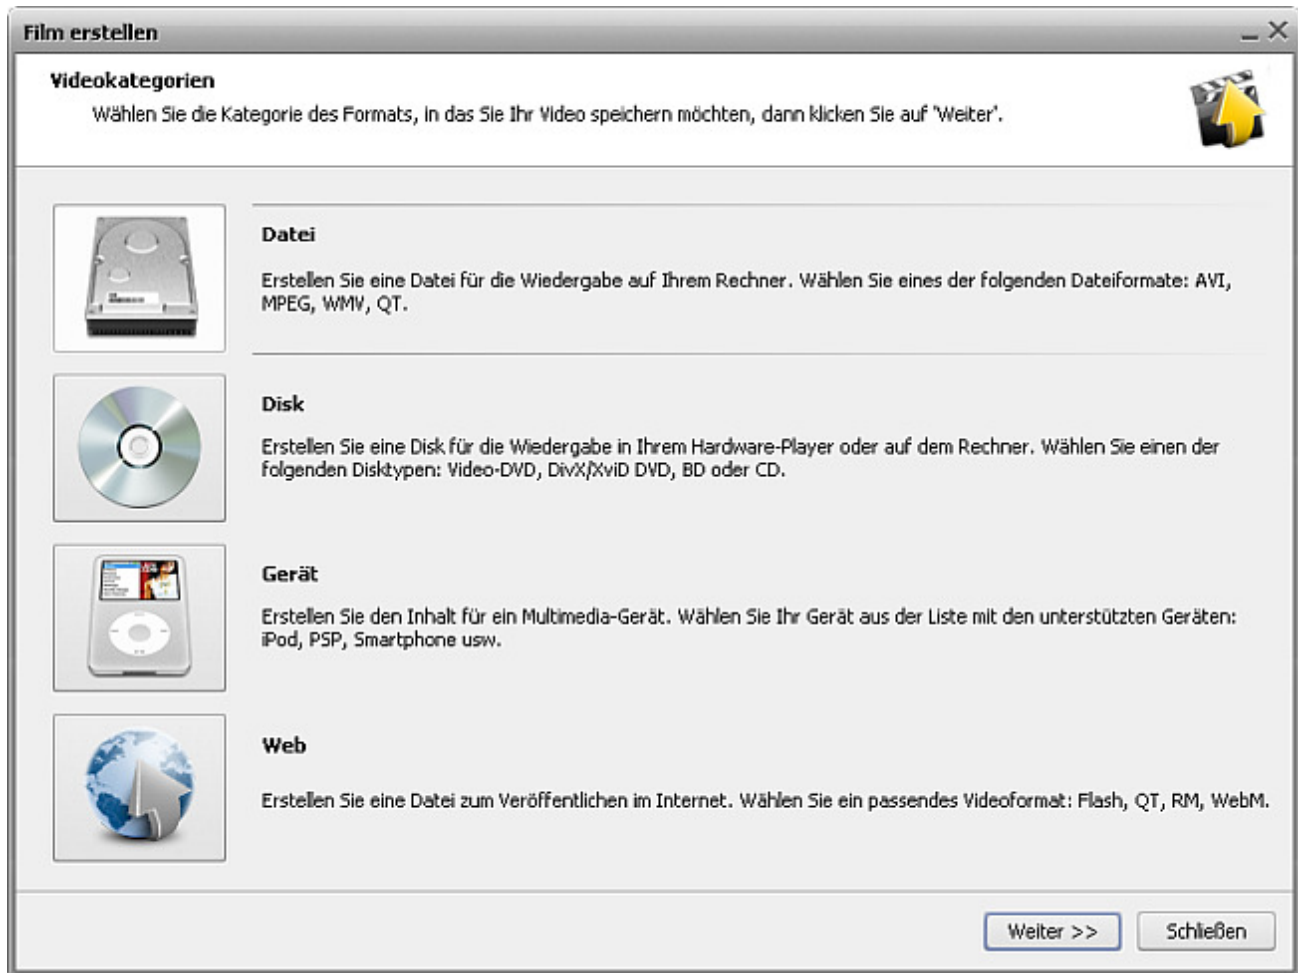 Film erstellen
Videokategorien
Wählen Sie die Kategorie des Formats, in das Sie Ihr Video speichern möchten, dann klicken Sie auf 'Weiter'.
Datei
Erstellen Sie eine Datei für die Wiedergabe auf Ihrem Rechner. Wählen Sie eines der folgenden Dateiformate: AVI,
MPEG, WMV, QT.
Disk
Erstellen Sie eine Disk für die Wiedergabe in Ihrem Hardware-Player oder auf dem Rechner. Wählen Sie einen der
folgenden Disktypen: Video-DVD, DivX/XviD DVD, BD oder CD.
Gerät
Erstellen Sie den Inhalt für ein Multimedia-Gerät. Wählen Sie Ihr Gerät aus der Liste mit den unterstützten Geräten:
iPod, PSP, Smartphone usw.
Web
Erstellen Sie eine Datei zum Veröffentlichen im Internet. Wählen Sie ein passendes Videoformat: Flash, QT, RM, WebM.
Weiter >>
Schließen